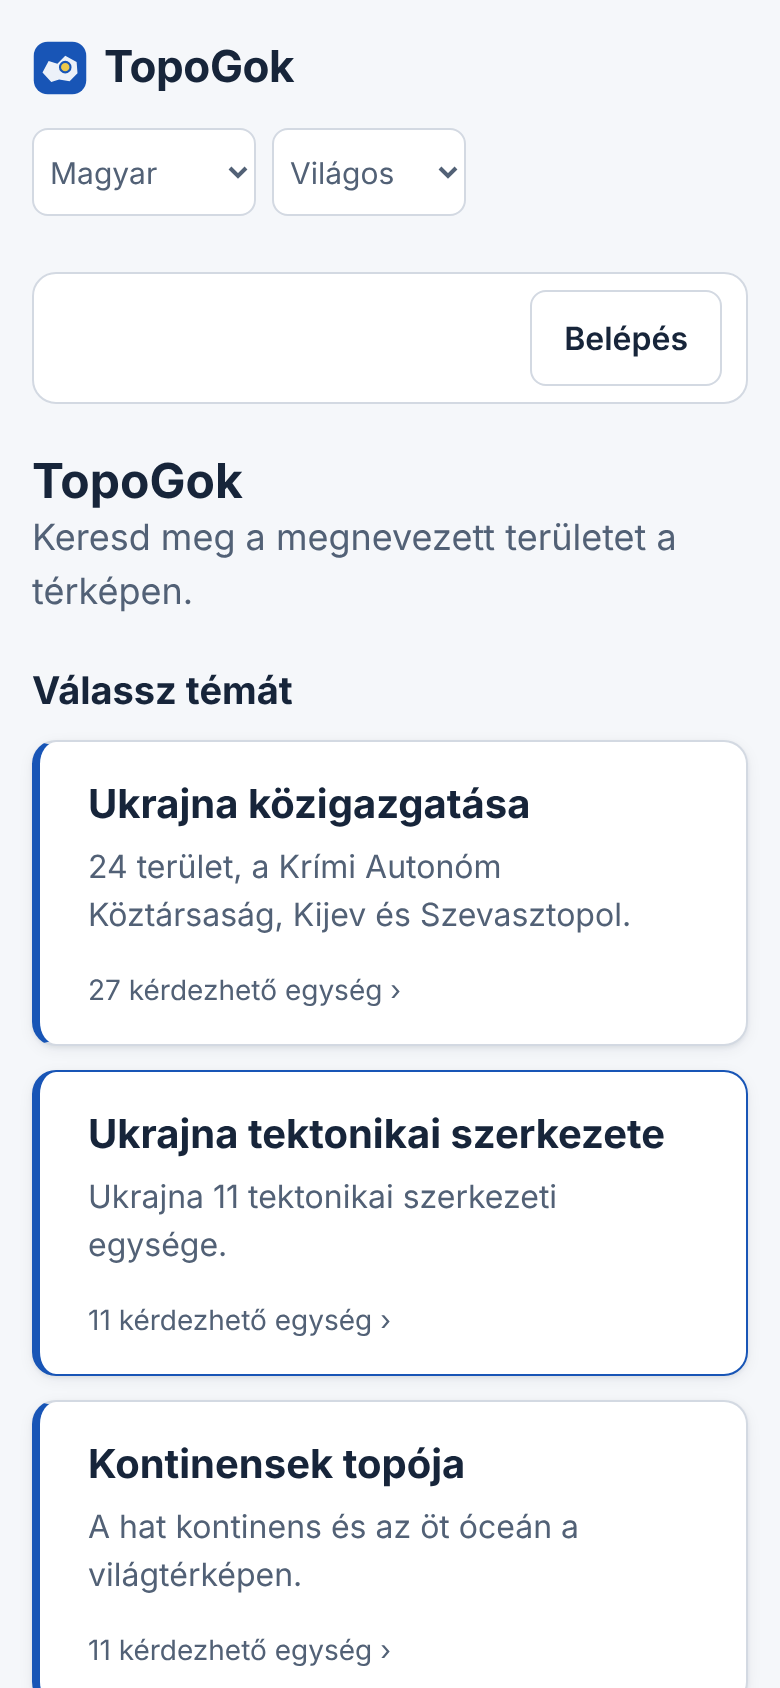 TopoGok
Magyar
Világos
Belépés
TopoGok
Keresd meg a megnevezett területet a
térképen.
Válassz témát
Ukrajna közigazgatása
24 terület, a Krími Autonóm
Köztársaság, Kijev és Szevasztopol.
27 kérdezhető egység ›
Ukrajna tektonikai szerkezete
Ukrajna 11 tektonikai szerkezeti
egysége.
11 kérdezhető egység ›
Kontinensek topója
A hat kontinens és az öt óceán a
világtérképen.
11 kérdezhető egység ›